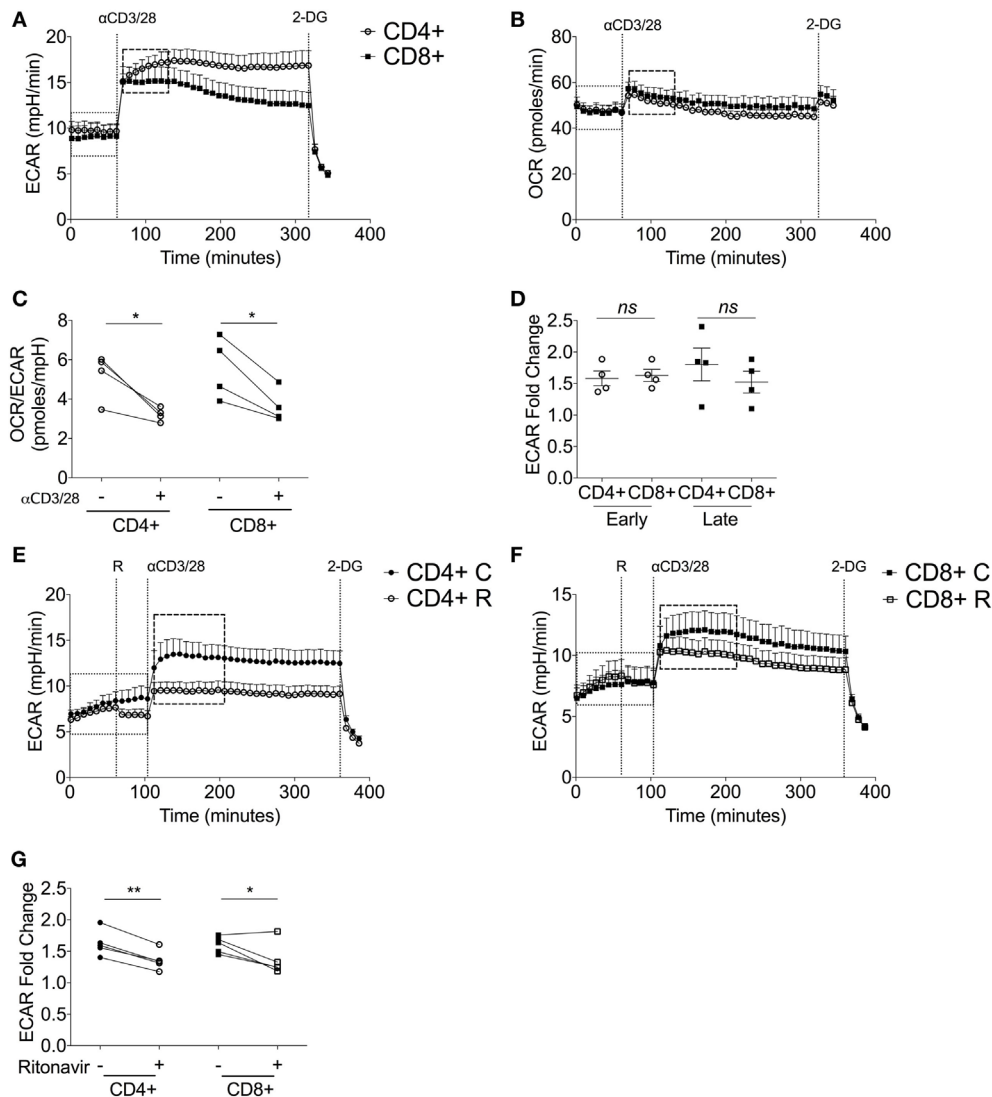 A
αCD3/28
2-DG
CD4+
CD8+
20
15
10
5
0
ECAR (mpH/min)
0 100 200 300 400
Time (minutes)
B
αCD3/28
2-DG
80
60
40
20
0
OCR (pmoles/min)
0 100 200 300 400
Time (minutes)
C
* *
8
6
4
2
0
OCR/ECAR
(pmoles/mpH)
αCD3/28 - + - +
CD4+ CD8+
D
ns ns
2.5
2.0
1.5
1.0
0.5
0.0
ECAR Fold Change
CD4+ CD8+ CD4+ CD8+
Early Late
E
R αCD3/28 2-DG
CD4+ C
CD4+ R
20
15
10
5
0
ECAR (mpH/min)
0 100 200 300 400
Time (minutes)
F
R αCD3/28 2-DG
CD8+ C
CD8+ R
15
10
5
0
ECAR (mpH/min)
0 100 200 300 400
Time (minutes)
G
** *
2.5
2.0
1.5
1.0
0.5
0.0
ECAR Fold Change
Ritonavir - + - +
CD4+ CD8+